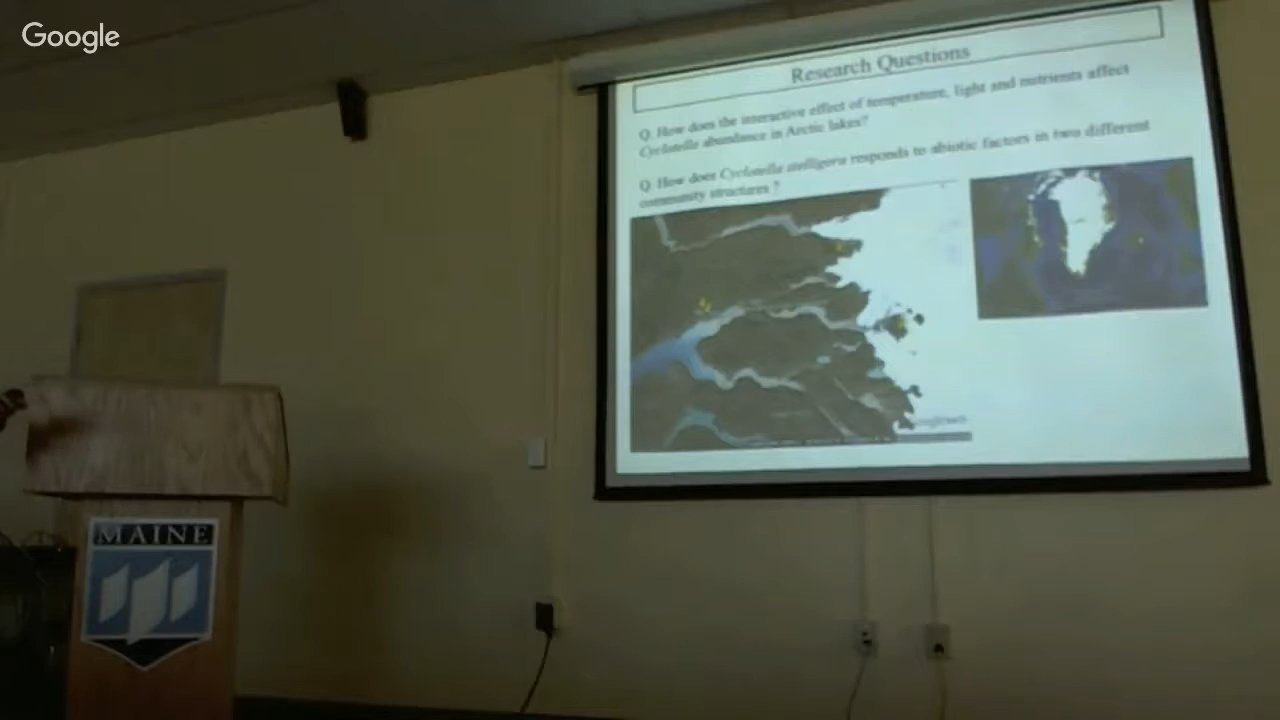 Google
Research Questions
Q. How does the interactive effect of temperature, light and nutrients affect
Cyclotella abundance in Arctic lakes?
Q. How does Cyclotella stelligora responds to abiotic factors in two different
community structures ?
MAINE